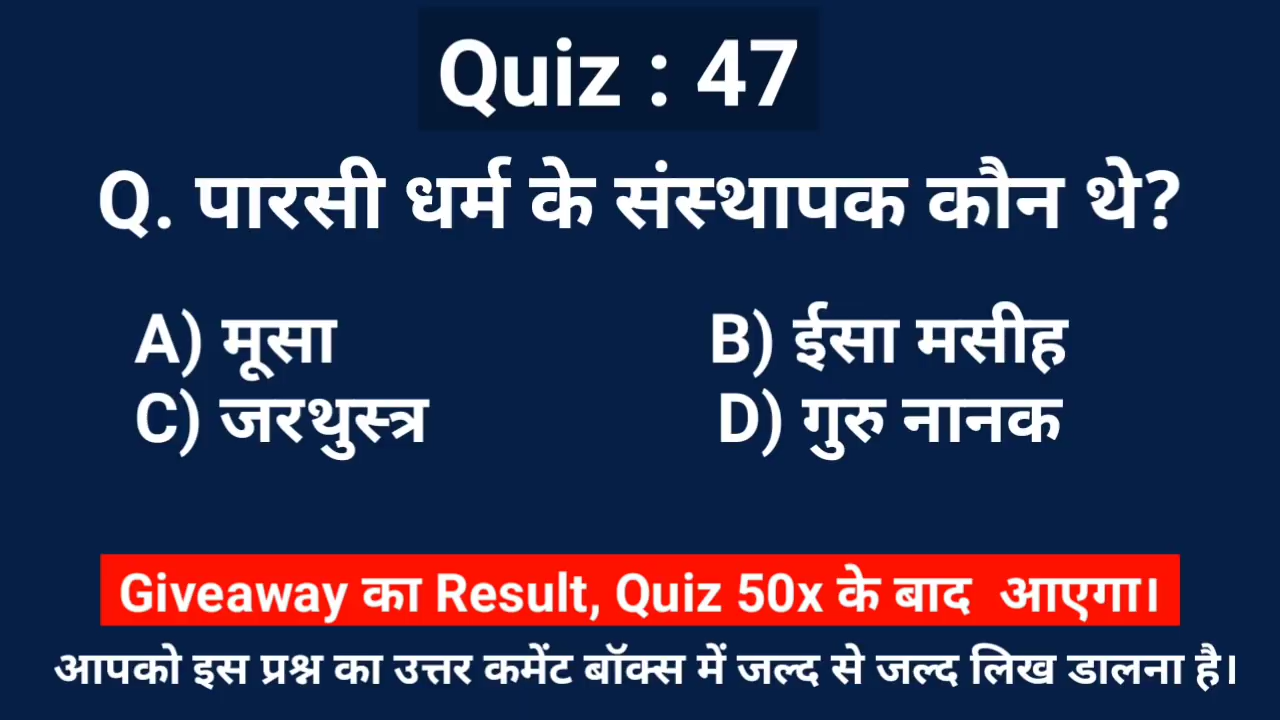 Quiz : 47
Q. पारसी धर्म के संस्थापक कौन थे?
A) मूसा B) ईसा मसीह
C) जरथुस्त्र D) गुरु नानक
Giveaway का Result, Quiz 50x के बाद आएगा।
आपको इस प्रश्न का उत्तर कमेंट बॉक्स में जल्द से जल्द लिख डालना है।